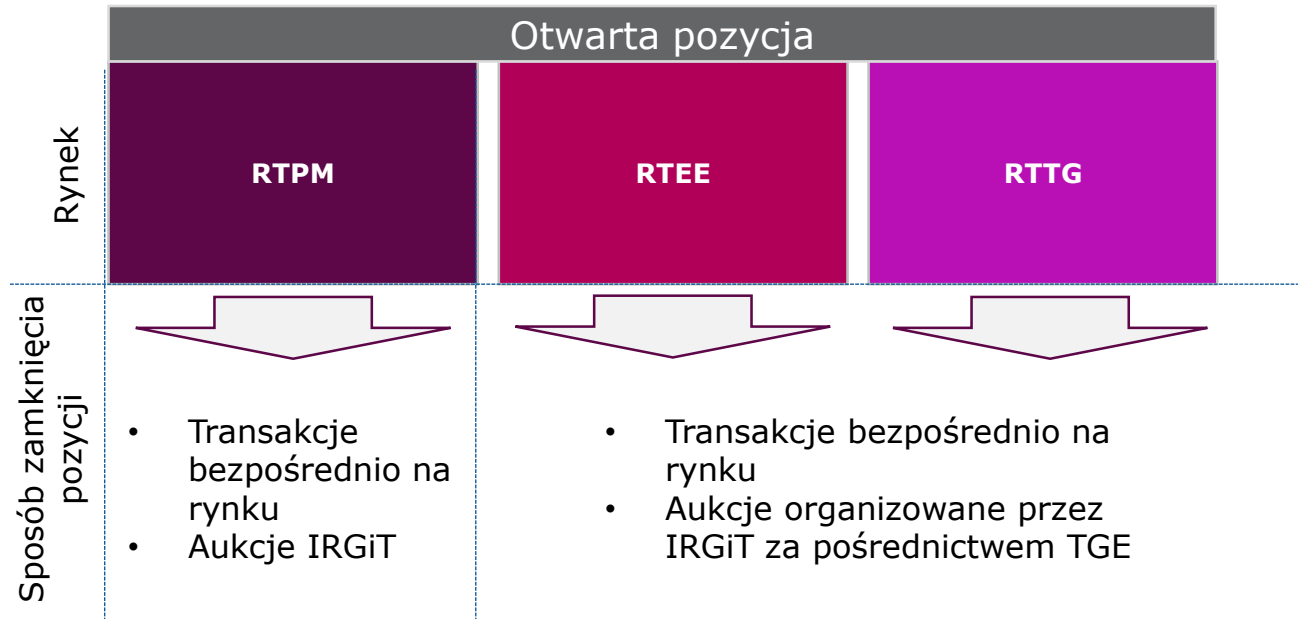 Otwarta pozycja
Rynek
RTPM
RTEE
RTTG
Sposób zamknięcia
pozycji
• Transakcje
bezpośrednio na
rynku
• Aukcje IRGiT
• Transakcje bezpośrednio na
rynku
• Aukcje organizowane przez
IRGiT za pośrednictwem TGE